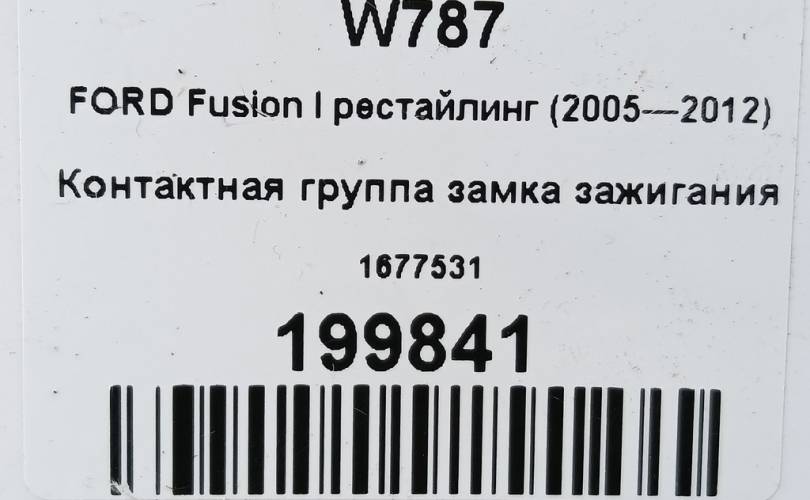 W787
FORD Fusion I рестайлинг (2005—2012)
Контактная группа замка зажигания
1677531
199841